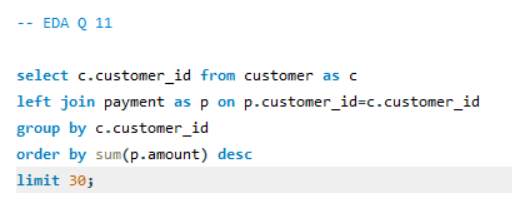 -- EDA Q 11
select c.customer_id from customer as c
left join payment as p on p.customer_id=c.customer_id
group by c.customer_id
order by sum(p.amount) desc
limit 30;